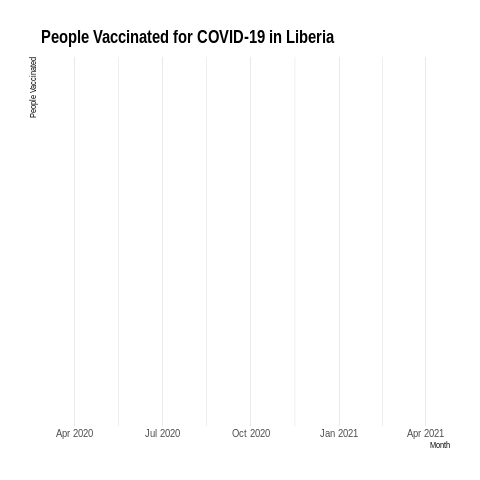 People Vaccinated for COVID-19 in Liberia
People Vaccinated
Apr 2020
Jul 2020
Oct 2020
Jan 2021
Apr 2021
Month